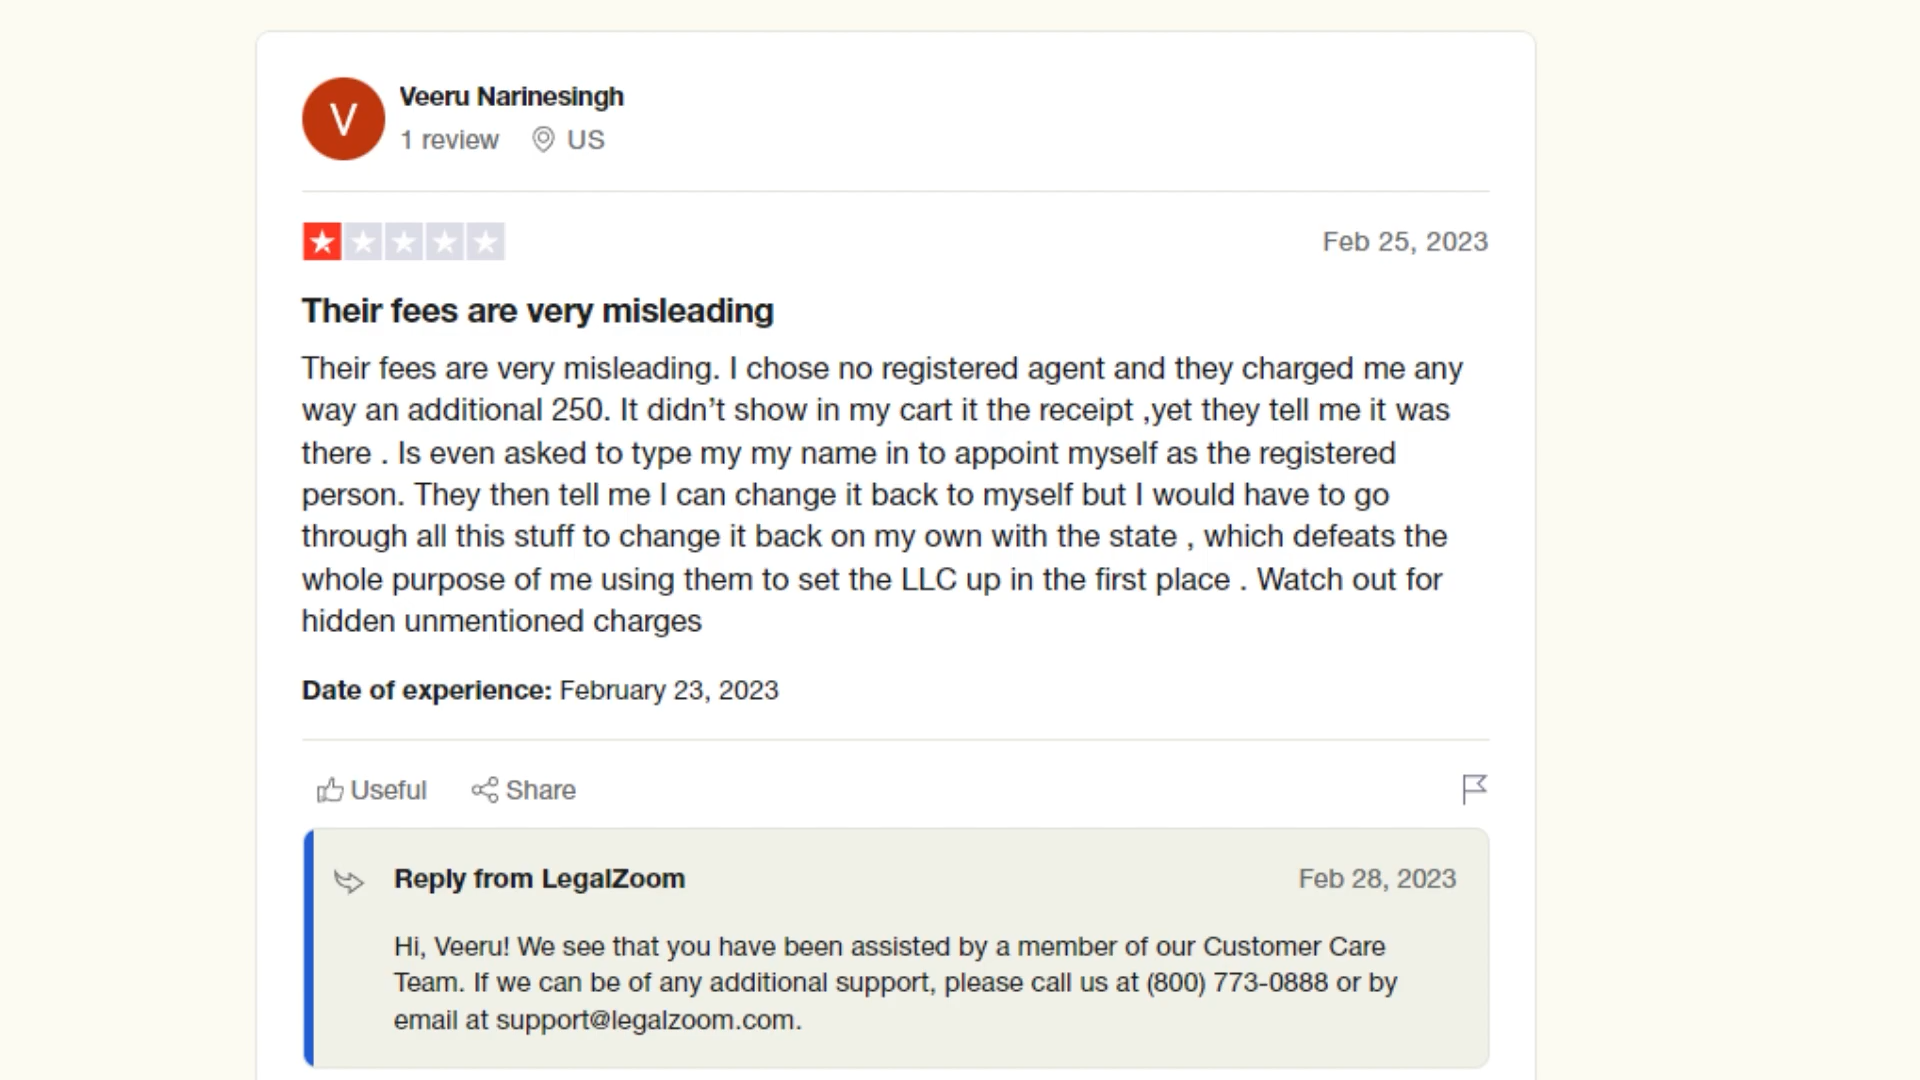 V
Veeru Narinesingh
1 review US
Feb 25, 2023
Their fees are very misleading
Their fees are very misleading. I chose no registered agent and they charged me any
way an additional 250. It didn’t show in my cart it the receipt ,yet they tell me it was
there . Is even asked to type my my name in to appoint myself as the registered
person. They then tell me I can change it back to myself but I would have to go
through all this stuff to change it back on my own with the state , which defeats the
whole purpose of me using them to set the LLC up in the first place . Watch out for
hidden unmentioned charges
Date of experience: February 23, 2023
Useful Share
Reply from LegalZoom Feb 28, 2023
Hi, Veeru! We see that you have been assisted by a member of our Customer Care
Team. If we can be of any additional support, please call us at (800) 773-0888 or by
email at support@legalzoom.com.